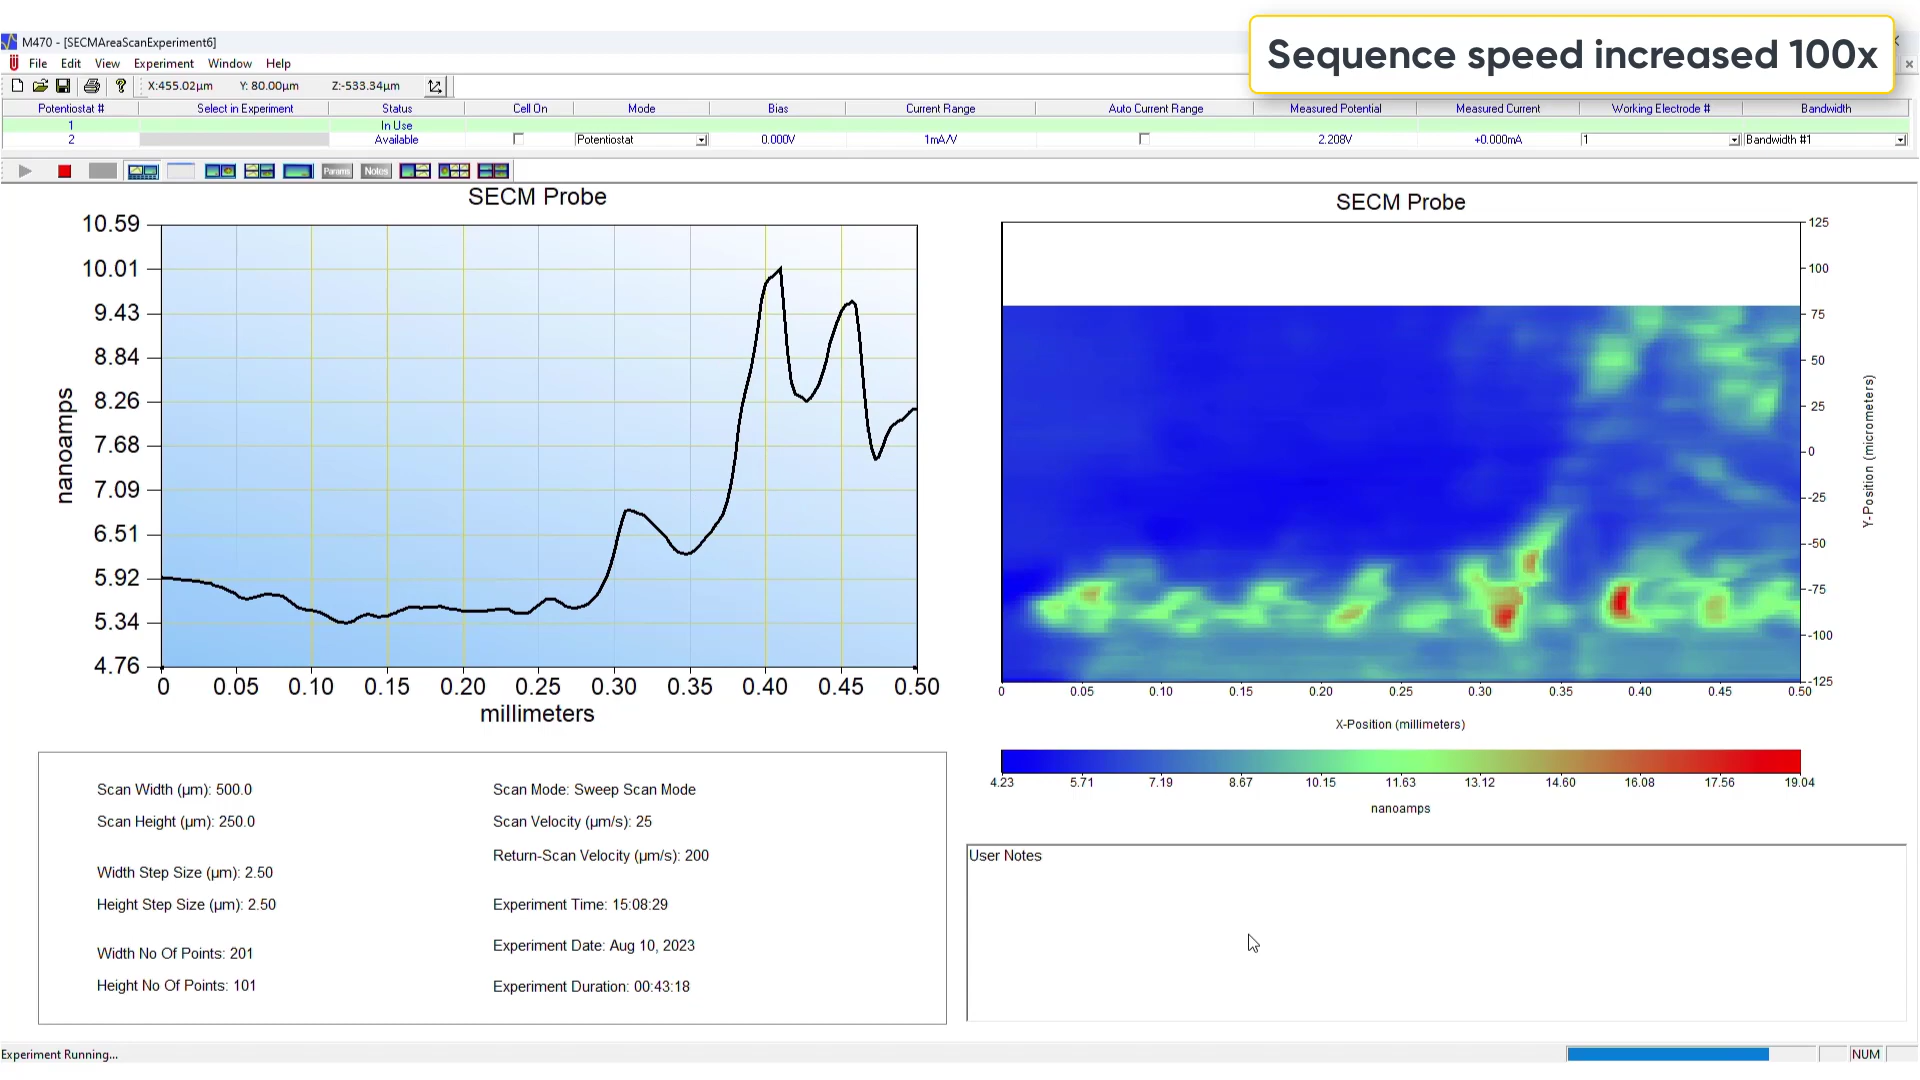 Sequence speed increased 100x
M470 - [SECMAreaScanExperiment6]
File Edit View Experiment Window Help
X:455.02µm Y: 80.00µm Z:-533.34µm
Potentiostat # Select in Experiment Status Cell On Mode Bias Current Range Auto Current Range Measured Potential Measured Current Working Electrode # Bandwidth
1 In Use
2 Available Potentiostat 0.000V 1mA/V 2.208V +0.000mA 1 Bandwidth #1
Params Notes
SECM Probe
10.59
10.01
9.43
8.84
8.26
7.68
7.09
6.51
5.92
5.34
4.76
nanoamps
0 0.05 0.10 0.15 0.20 0.25 0.30 0.35 0.40 0.45 0.50
millimeters
SECM Probe
125
100
75
50
25
0
-25
-50
-75
-100
-125
Y-Position (micrometers)
0 0.05 0.10 0.15 0.20 0.25 0.30 0.35 0.40 0.45 0.50
X-Position (millimeters)
4.23 5.71 7.19 8.67 10.15 11.63 13.12 14.60 16.08 17.56 19.04
nanoamps
Scan Width (µm): 500.0
Scan Height (µm): 250.0
Width Step Size (µm): 2.50
Height Step Size (µm): 2.50
Width No Of Points: 201
Height No Of Points: 101
Scan Mode: Sweep Scan Mode
Scan Velocity (µm/s): 25
Return-Scan Velocity (µm/s): 200
Experiment Time: 15:08:29
Experiment Date: Aug 10, 2023
Experiment Duration: 00:43:18
User Notes
Experiment Running...
NUM